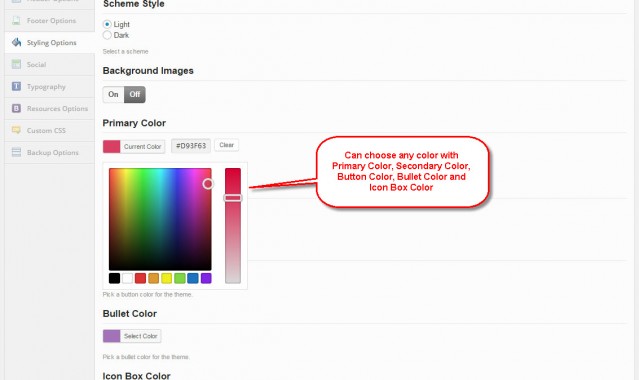 Header Options
Footer Options
Styling Options
Social
Typography
Resources Options
Custom CSS
Backup Options
Scheme Style
Light
Dark
Select a scheme
Background Images
On Off
Primary Color
Current Color #D93F63 Clear
Can choose any color with
Primary Color, Secondary Color,
Button Color, Bullet Color and
Icon Box Color
Pick a button color for the theme.
Bullet Color
Select Color
Pick a bullet color for the theme.
Icon Box Color